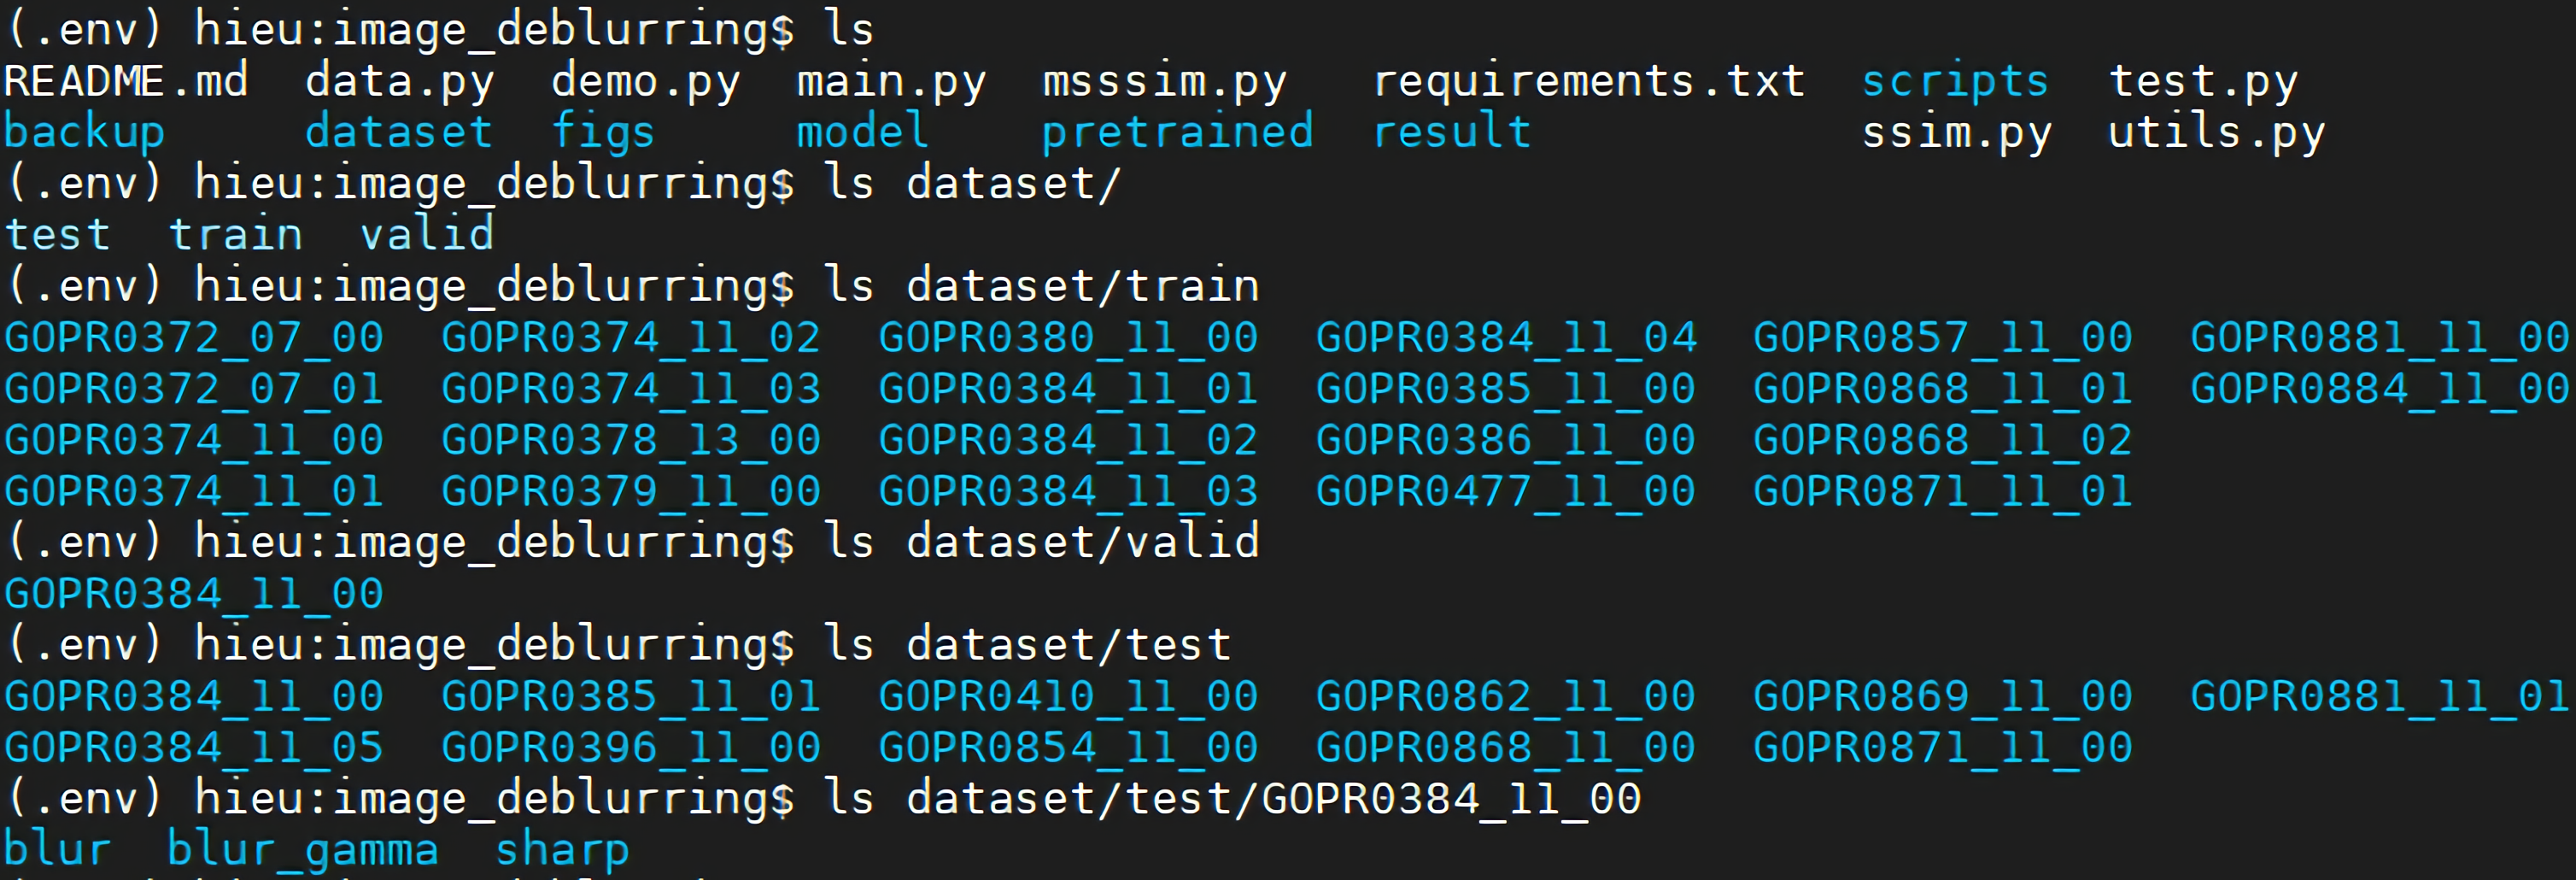 (.env) hieu:image_deblurring$ ls
README.md  data.py  demo.py  main.py  msssim.py   requirements.txt  scripts  test.py
backup     dataset  figs     model    pretrained  result            ssim.py  utils.py
(.env) hieu:image_deblurring$ ls dataset/
test  train  valid
(.env) hieu:image_deblurring$ ls dataset/train
GOPR0372_07_00  GOPR0374_11_02  GOPR0380_11_00  GOPR0384_11_04  GOPR0857_11_00  GOPR0881_11_00
GOPR0372_07_01  GOPR0374_11_03  GOPR0384_11_01  GOPR0385_11_00  GOPR0868_11_01  GOPR0884_11_00
GOPR0374_11_00  GOPR0378_13_00  GOPR0384_11_02  GOPR0386_11_00  GOPR0868_11_02
GOPR0374_11_01  GOPR0379_11_00  GOPR0384_11_03  GOPR0477_11_00  GOPR0871_11_01
(.env) hieu:image_deblurring$ ls dataset/valid
GOPR0384_11_00
(.env) hieu:image_deblurring$ ls dataset/test
GOPR0384_11_00  GOPR0385_11_01  GOPR0410_11_00  GOPR0862_11_00  GOPR0869_11_00  GOPR0881_11_01
GOPR0384_11_05  GOPR0396_11_00  GOPR0854_11_00  GOPR0868_11_00  GOPR0871_11_00
(.env) hieu:image_deblurring$ ls dataset/test/GOPR0384_11_00
blur  blur_gamma  sharp